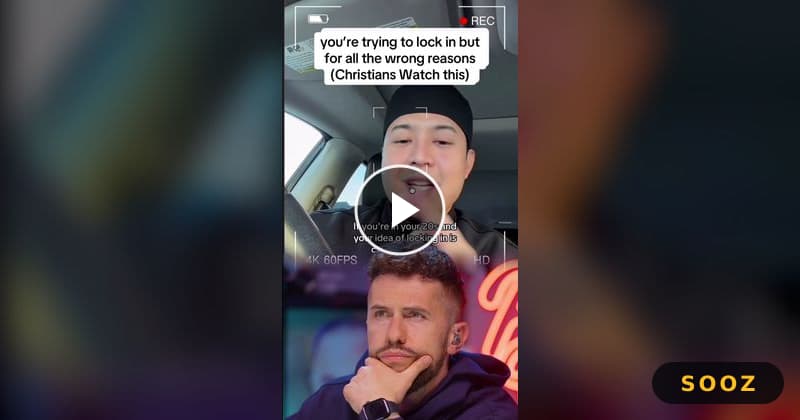 REC
you're trying to lock in but
for all the wrong reasons
(Christians Watch this)
If you're in your 20s and
your idea of locking in is
4K 60FPS
HD
SOOZ